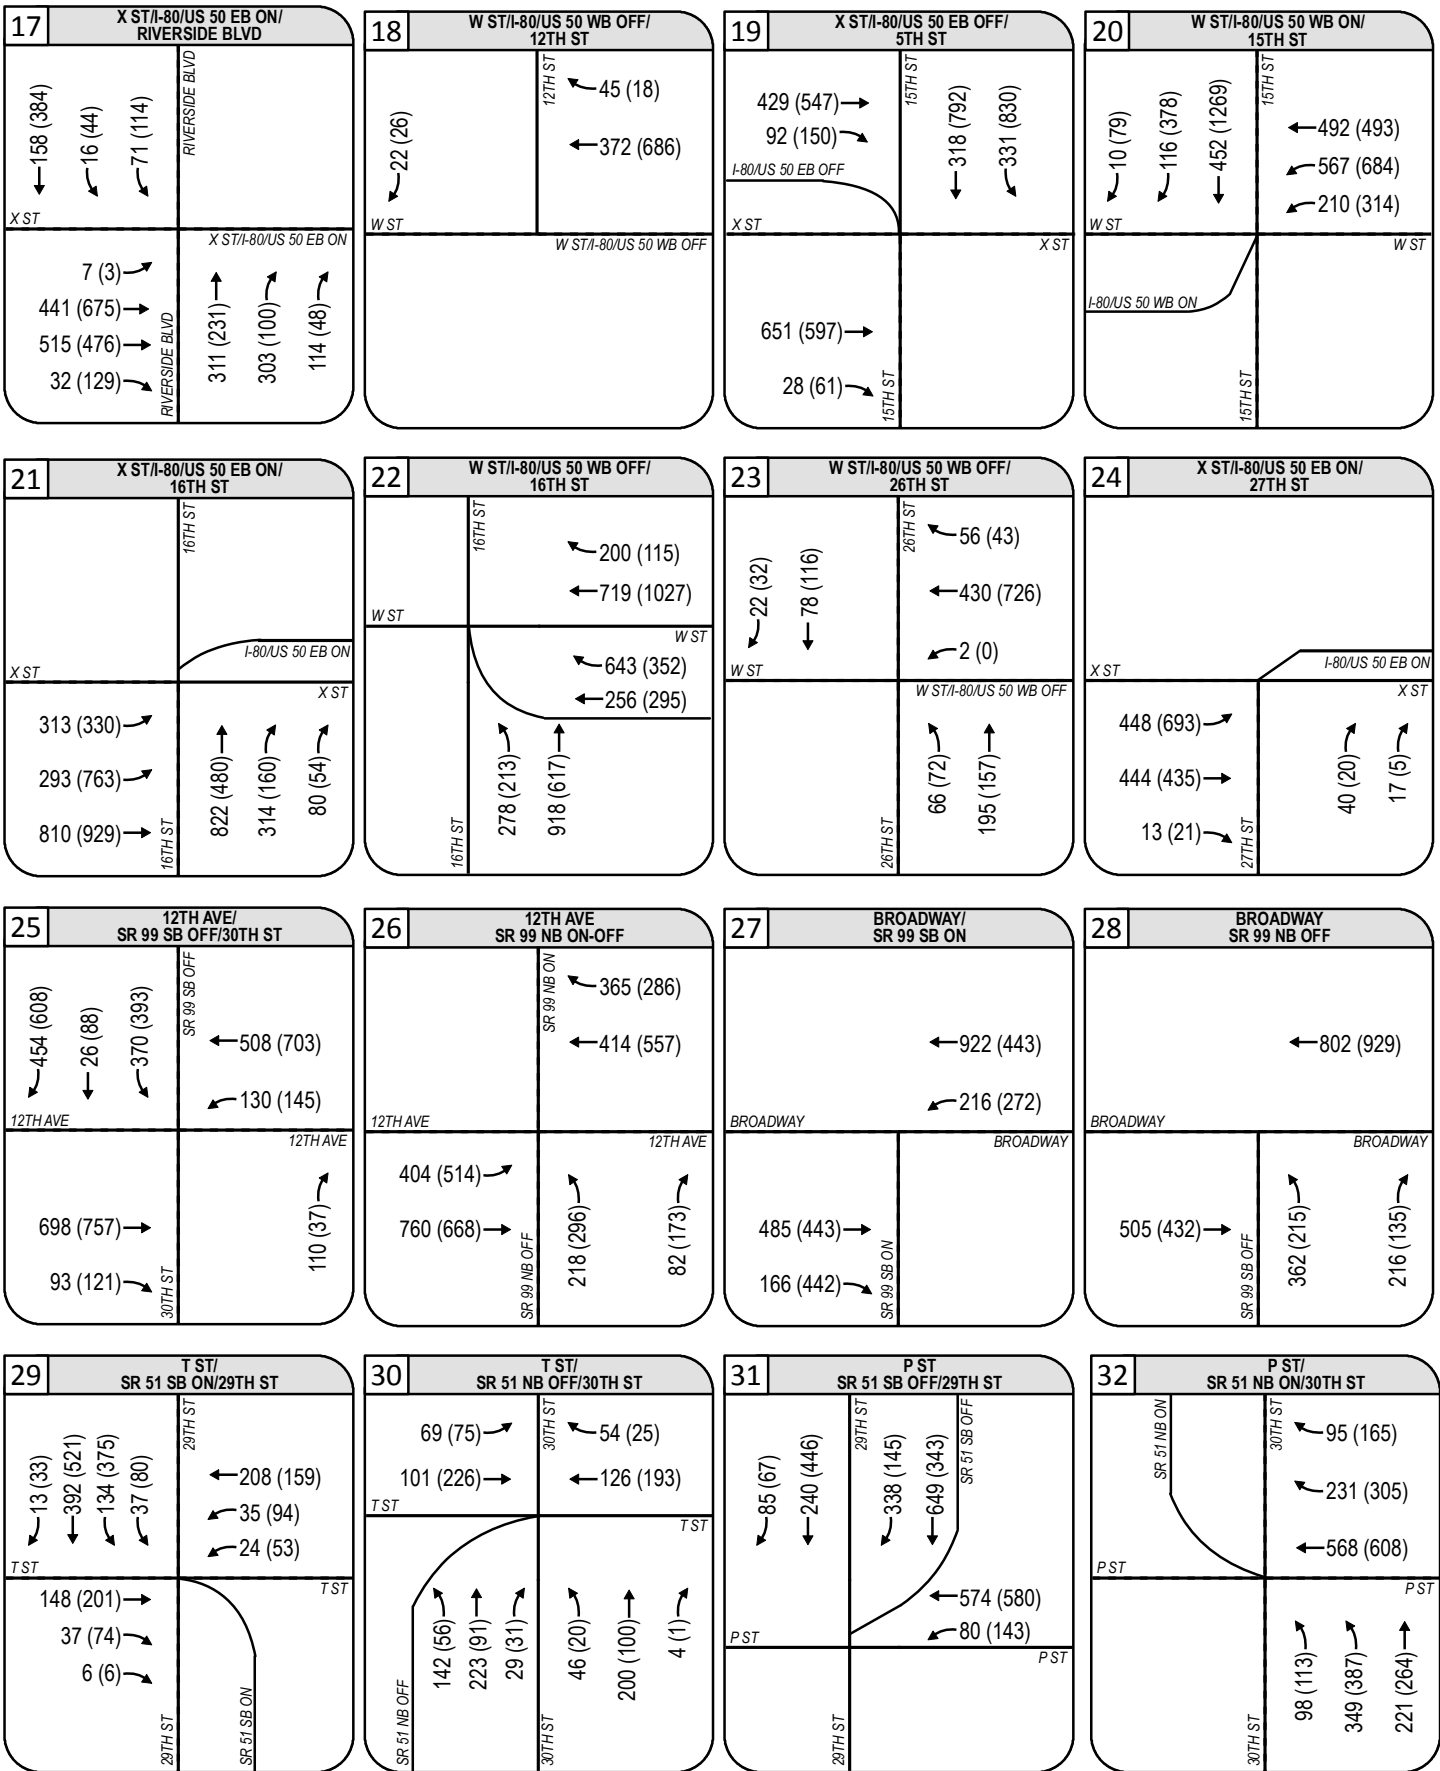 17
X ST/I-80/US 50 EB ON/
RIVERSIDE BLVD
158 (384)
16 (44)
71 (114)
RIVERSIDE BLVD
X ST
X ST/I-80/US 50 EB ON
7 (3)
441 (675)
515 (476)
32 (129)
RIVERSIDE BLVD
311 (231)
303 (100)
114 (48)
18
W ST/I-80/US 50 WB OFF/
12TH ST
22 (26)
12TH ST
45 (18)
372 (686)
W ST
W ST/I-80/US 50 WB OFF
19
X ST/I-80/US 50 EB OFF/
5TH ST
429 (547)
92 (150)
I-80/US 50 EB OFF
15TH ST
318 (792)
331 (830)
X ST
X ST
651 (597)
28 (61)
15TH ST
20
W ST/I-80/US 50 WB ON/
15TH ST
10 (79)
116 (378)
452 (1269)
15TH ST
492 (493)
567 (684)
210 (314)
W ST
W ST
I-80/US 50 WB ON
15TH ST
21
X ST/I-80/US 50 EB ON/
16TH ST
16TH ST
I-80/US 50 EB ON
X ST
X ST
313 (330)
293 (763)
810 (929)
16TH ST
822 (480)
314 (160)
80 (54)
22
W ST/I-80/US 50 WB OFF/
16TH ST
16TH ST
200 (115)
719 (1027)
W ST
W ST
643 (352)
256 (295)
16TH ST
278 (213)
918 (617)
23
W ST/I-80/US 50 WB OFF/
26TH ST
22 (32)
78 (116)
26TH ST
56 (43)
430 (726)
2 (0)
W ST
W ST/I-80/US 50 WB OFF
26TH ST
66 (72)
195 (157)
24
X ST/I-80/US 50 EB ON/
27TH ST
X ST
I-80/US 50 EB ON
X ST
448 (693)
444 (435)
13 (21)
27TH ST
40 (20)
17 (5)
25
12TH AVE/
SR 99 SB OFF/30TH ST
454 (608)
26 (88)
370 (393)
SR 99 SB OFF
508 (703)
130 (145)
12TH AVE
12TH AVE
698 (757)
93 (121)
30TH ST
110 (37)
26
12TH AVE
SR 99 NB ON-OFF
SR 99 NB ON
365 (286)
414 (557)
12TH AVE
12TH AVE
404 (514)
760 (668)
SR 99 NB OFF
218 (296)
82 (173)
27
BROADWAY/
SR 99 SB ON
922 (443)
216 (272)
BROADWAY
BROADWAY
485 (443)
166 (442)
SR 99 SB ON
28
BROADWAY
SR 99 NB OFF
802 (929)
BROADWAY
BROADWAY
505 (432)
SR 99 SB OFF
362 (215)
216 (135)
29
T ST/
SR 51 SB ON/29TH ST
13 (33)
392 (521)
134 (375)
37 (80)
29TH ST
208 (159)
35 (94)
24 (53)
T ST
T ST
148 (201)
37 (74)
6 (6)
29TH ST
SR 51 SB ON
30
T ST/
SR 51 NB OFF/30TH ST
69 (75)
101 (226)
30TH ST
54 (25)
126 (193)
T ST
T ST
SR 51 NB OFF
142 (56)
223 (91)
29 (31)
30TH ST
46 (20)
200 (100)
4 (1)
31
P ST
SR 51 SB OFF/29TH ST
85 (67)
240 (446)
29TH ST
338 (145)
649 (343)
SR 51 SB OFF
574 (580)
80 (143)
P ST
P ST
29TH ST
32
P ST/
SR 51 NB ON/30TH ST
SR 51 NB ON
30TH ST
95 (165)
231 (305)
568 (608)
P ST
P ST
30TH ST
98 (113)
349 (387)
221 (264)